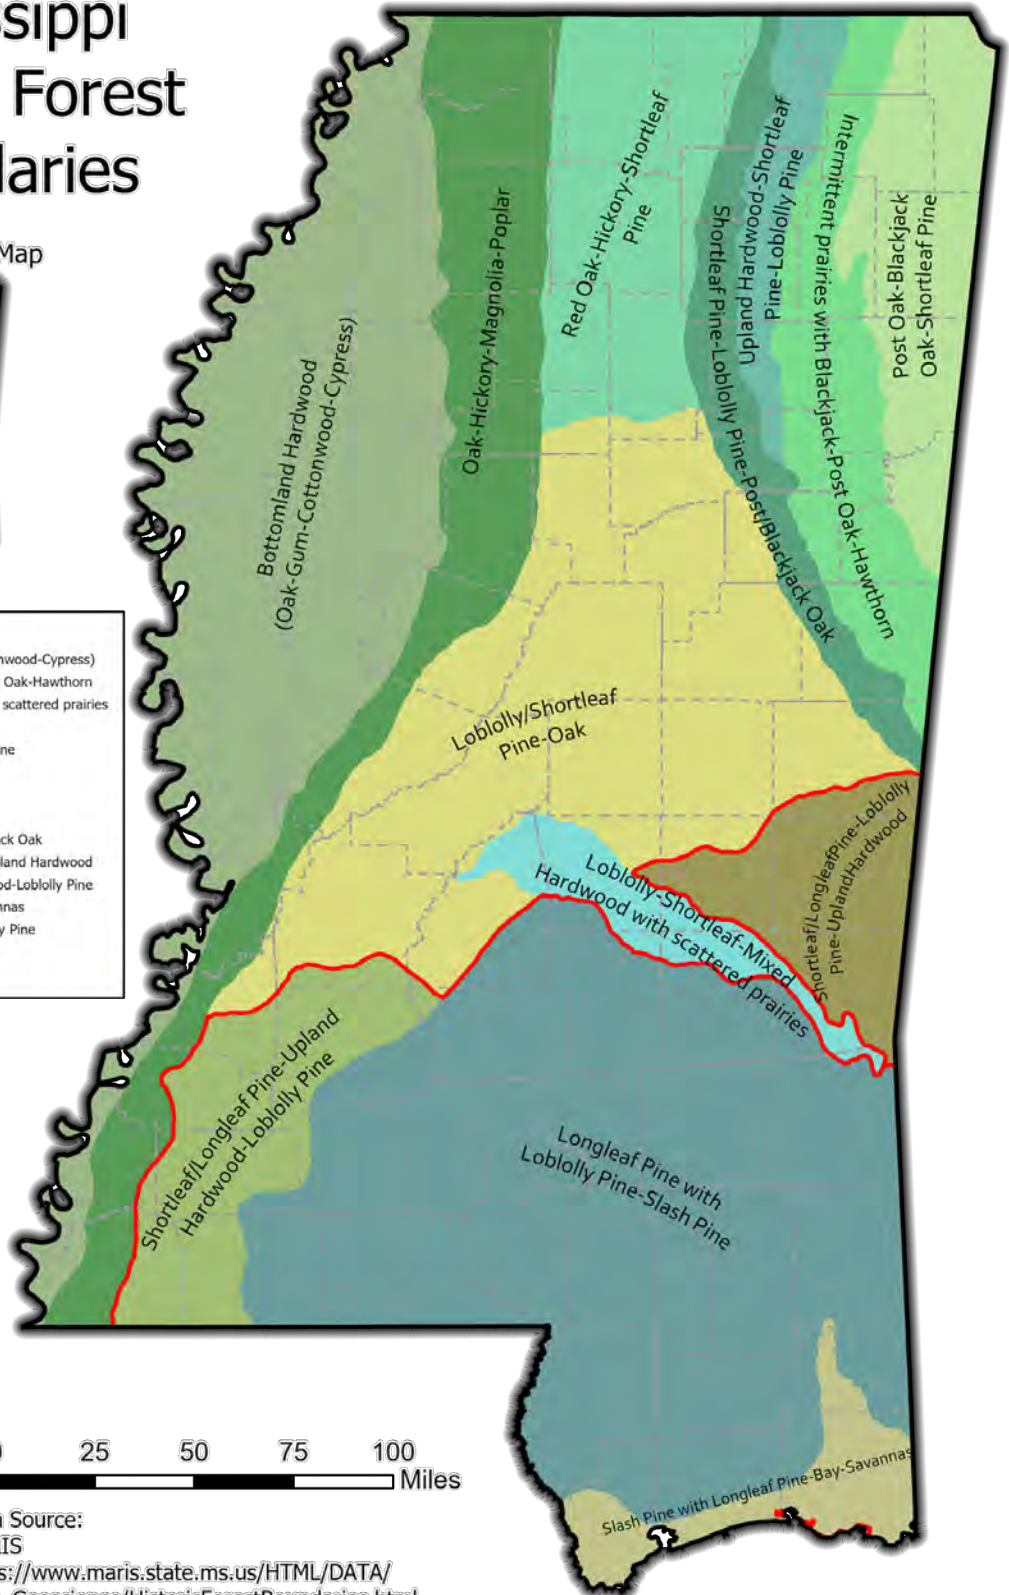 ssippi
Forest
laries
Map
Bottomland Hardwood
(Oak-Gum-Cottonwood-Cypress)
Oak-Hickory-Magnolia-Poplar
Red Oak-Hickory-Shortleaf
Pine
Shortleaf Pine-Loblolly Pine-Post/Blackjack Oak
Upland Hardwood-Shortleaf
Pine-Loblolly Pine
Intermittent prairies with Blackjack-Post Oak-Hawthorn
Post Oak-Blackjack
Oak-Shortleaf Pine
nwood-Cypress)
Oak-Hawthorn
scattered prairies
ne
ck Oak
land Hardwood
od-Loblolly Pine
nnas
y Pine
Loblolly/Shortleaf
Pine-Oak
Loblolly-Shortleaf-Mixed
Hardwood with scattered prairies
Shortleaf/LongleafPine-Loblolly
Pine-UplandHardwood
Shortleaf/Longleaf Pine-Upland
Hardwood-Loblolly Pine
Longleaf Pine with
Loblolly Pine-Slash Pine
Slash Pine with Longleaf Pine-Bay-Savannas
25 50 75 100
Miles
Source:
IS
s://www.maris.state.ms.us/HTML/DATA/
Geoscience/HistoricForestBoundaries.html